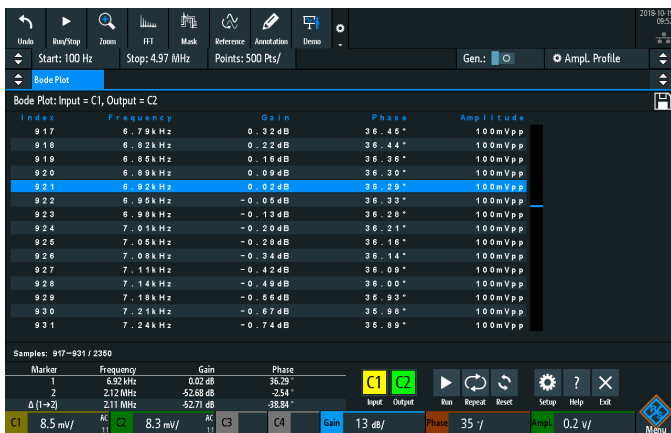 2018-10-19
Undo Run/Stop Zoom FFT Mask Reference Annotation Demo
Start: 100 Hz Stop: 4.97 MHz Points: 500 Pts/ Gen.: Ampl. Profile
Bode Plot
Bode Plot: Input = C1, Output = C2
Index Frequency Gain Phase Amplitude
917 6.79kHz 0.32dB 36.45° 100mVpp
918 6.82kHz 0.22dB 36.44° 100mVpp
919 6.85kHz 0.16dB 36.36° 100mVpp
920 6.89kHz 0.09dB 36.30° 100mVpp
921 6.92kHz 0.02dB 36.29° 100mVpp
922 6.95kHz -0.05dB 36.33° 100mVpp
923 6.98kHz -0.13dB 36.28° 100mVpp
924 7.01kHz -0.20dB 36.21° 100mVpp
925 7.05kHz -0.28dB 36.16° 100mVpp
926 7.08kHz -0.34dB 36.14° 100mVpp
927 7.11kHz -0.42dB 36.09° 100mVpp
928 7.14kHz -0.49dB 36.00° 100mVpp
929 7.18kHz -0.56dB 35.93° 100mVpp
930 7.21kHz -0.67dB 35.98° 100mVpp
931 7.24kHz -0.74dB 35.89° 100mVpp
Samples: 917-931 / 2350
Marker Frequency Gain Phase
1 6.92 kHz 0.02 dB 36.29 °
2 2.12 MHz -52.68 dB -2.54 °
Δ (1→2) 2.11 MHz -52.71 dB -38.84 °
C1 C2
Input Output Run Repeat Reset Setup Help Exit
C1 8.5 mV/ AC 1:1 C2 8.3 mV/ AC 1:1 C3 C4 Gain 13 dB/ Phase 35 °/ Ampl. 0.2 V/ Menu